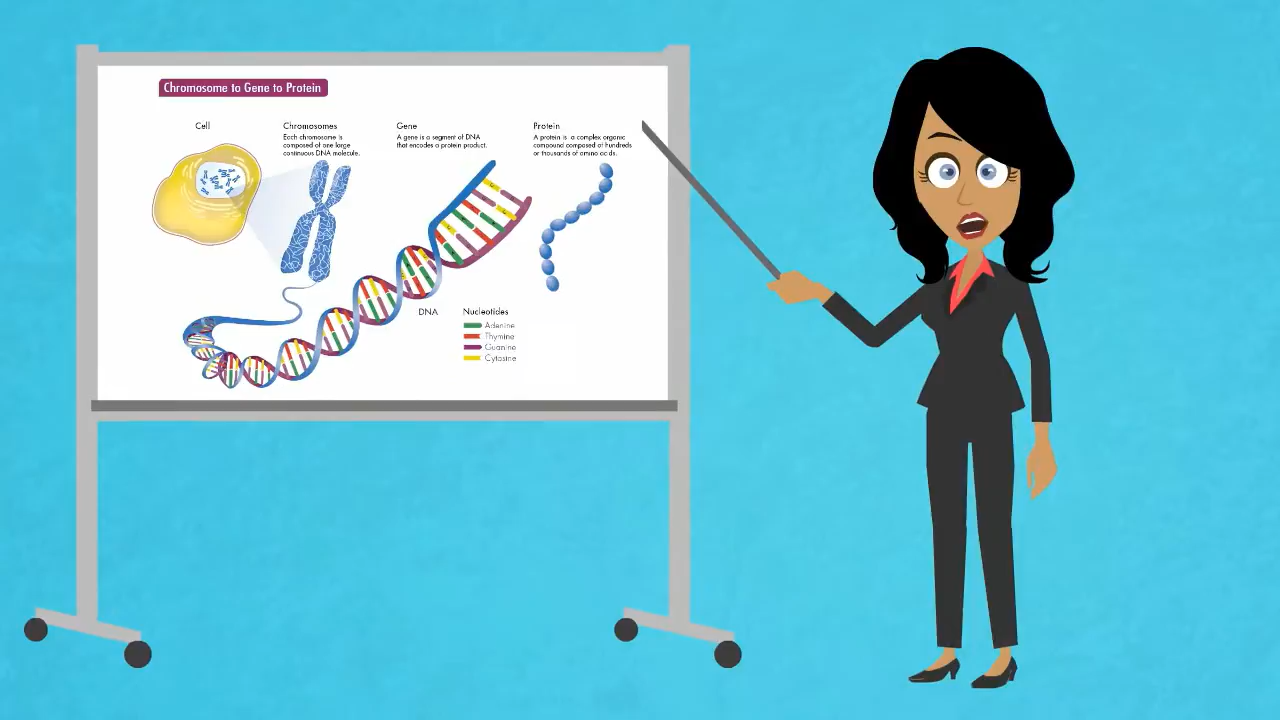 Chromosome to Gene to Protein
Cell
Chromosomes
Each chromosome is
composed of one large
continuous DNA molecule.
Gene
A gene is a segment of DNA
that encodes a protein product.
Protein
A protein is a complex organic
compound composed of hundreds
or thousands of amino acids.
DNA
Nucleotides
Adenine
Thymine
Guanine
Cytosine